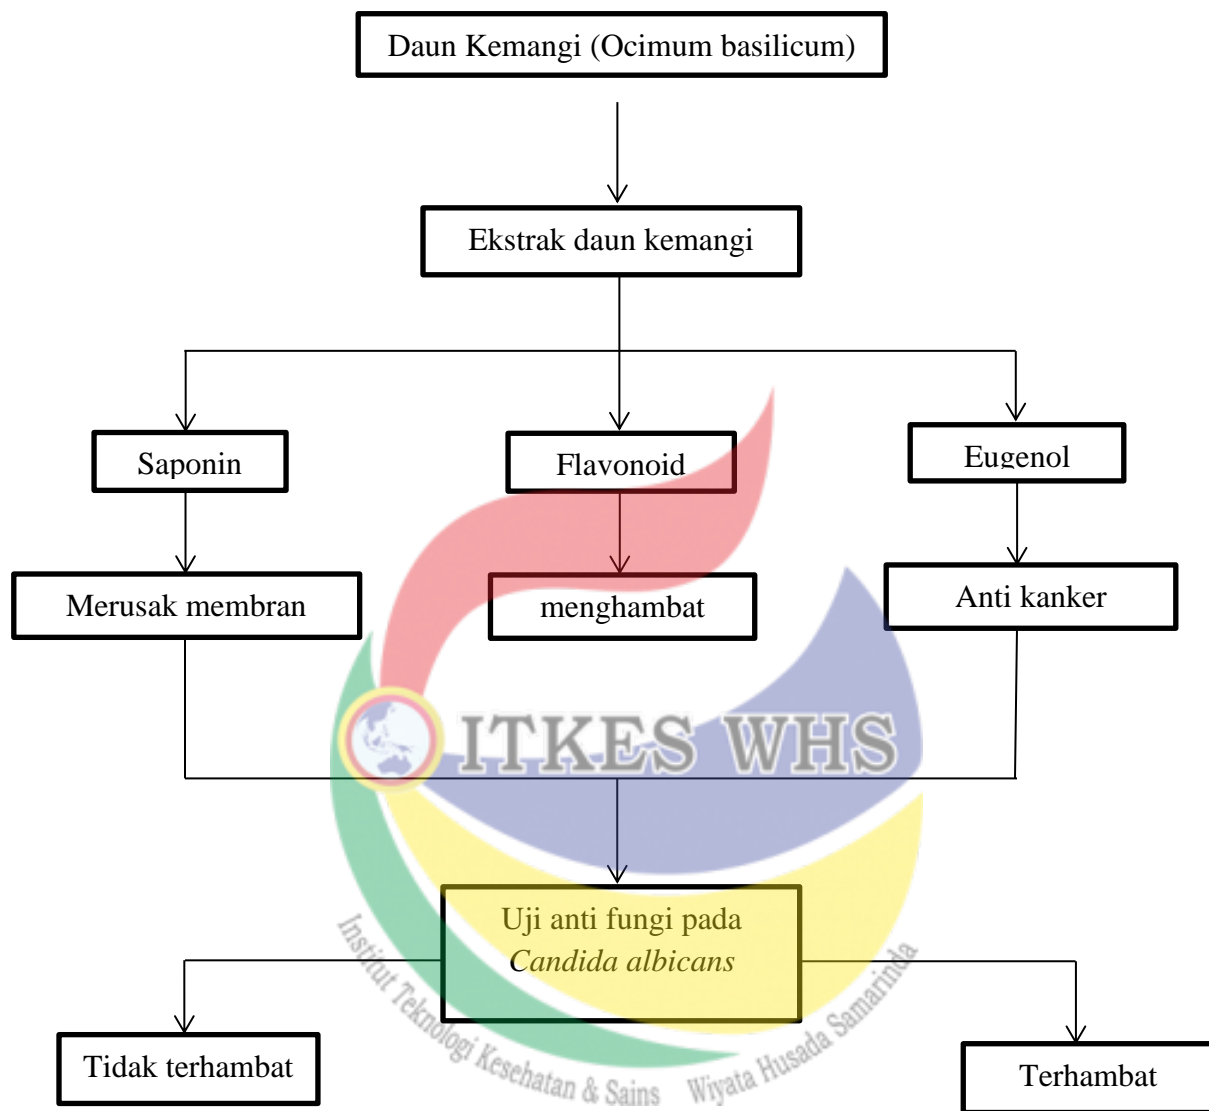 Daun Kemangi (Ocimum basilicum)
Ekstrak daun kemangi
Saponin
Flavonoid
Eugenol
Merusak membran
menghambat
Anti kanker
ITKES WHS
Uji anti fungi pada
Candida albicans
Institut Teknologi Kesehatan & Sains Wiyata Husada Samarinda
Tidak terhambat
Terhambat